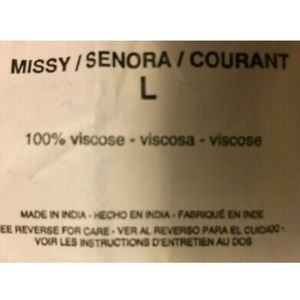 MISSY / SENORA / COURANT
L
100% viscose - viscosa - viscose
MADE IN INDIA - HECHO EN INDIA - FABRIQUÉ EN INDE
EE REVERSE FOR CARE - VER AL REVERSO PARA EL CUIDADO -
VOIR LES INSTRUCTIONS D'ENTRETIEN AU DOS